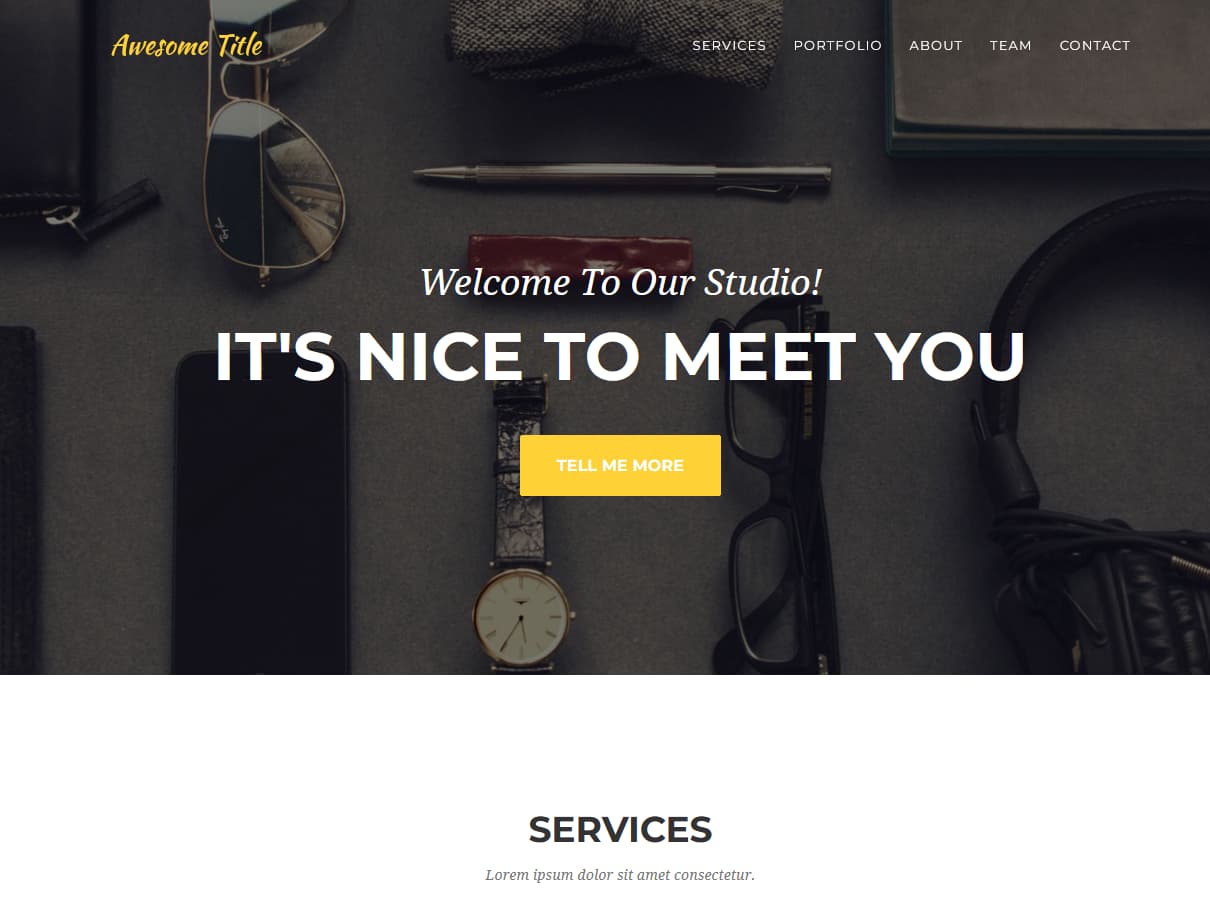 Awesome Title
SERVICES PORTFOLIO ABOUT TEAM CONTACT
Welcome To Our Studio!
IT'S NICE TO MEET YOU
TELL ME MORE
SERVICES
Lorem ipsum dolor sit amet consectetur.